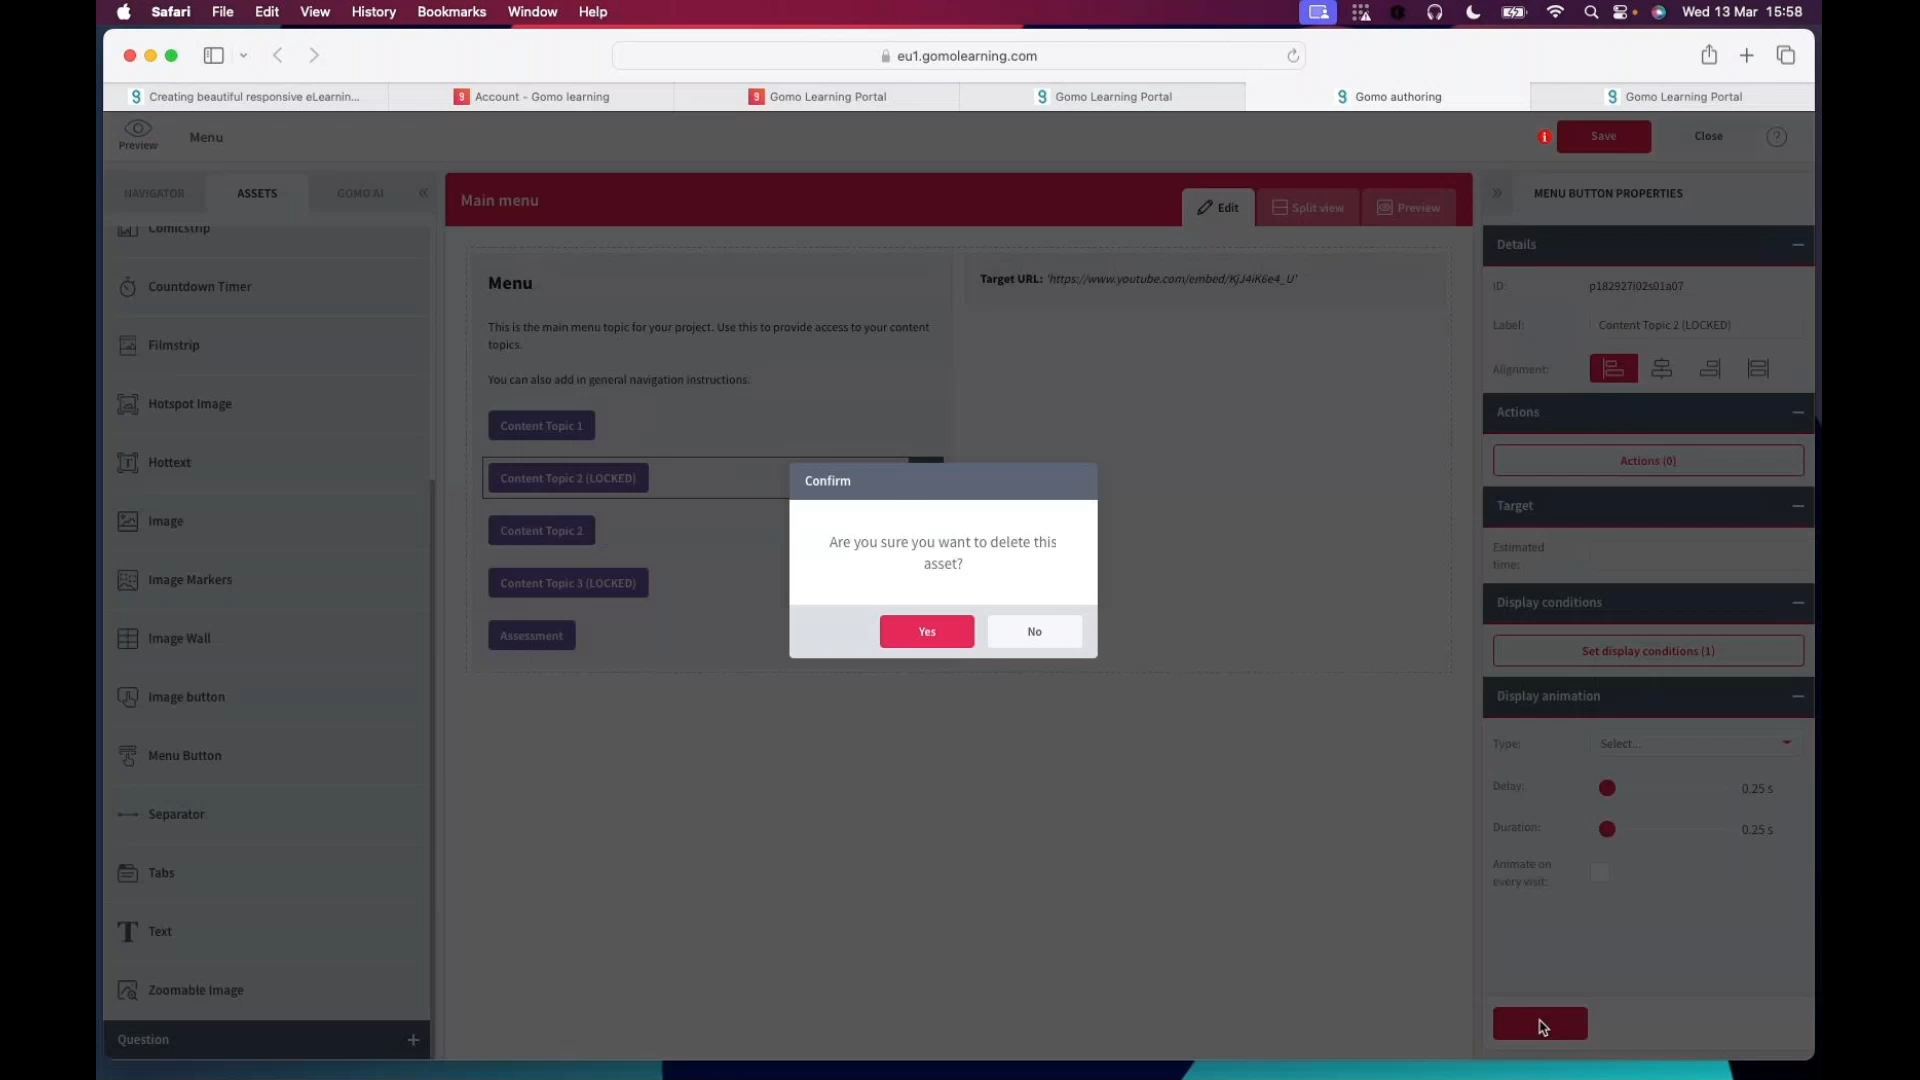 Safari File Edit View History Bookmarks Window Help Wed 13 Mar 15:58
eu1.gomolearning.com
Creating beautiful responsive eLearnin...
Account - Gomo learning
Gomo Learning Portal
Gomo Learning Portal
Gomo authoring
Gomo Learning Portal
Preview
Menu
Save
Close
?
NAVIGATOR
ASSETS
GOMO AI
Comicstrip
Countdown Timer
Filmstrip
Hotspot Image
Hottext
Image
Image Markers
Image Wall
Image button
Menu Button
Separator
Tabs
Text
Zoomable Image
Question
Main menu
Edit
Split view
Preview
Menu
This is the main menu topic for your project. Use this to provide access to your content
topics.
You can also add in general navigation instructions.
Content Topic 1
Content Topic 2 (LOCKED)
Content Topic 2
Content Topic 3 (LOCKED)
Assessment
Target URL: 'https://www.youtube.com/embed/KjJ4iK6e4_U'
Confirm
Are you sure you want to delete this
asset?
Yes
No
MENU BUTTON PROPERTIES
Details
ID: p182927i02s01a07
Label: Content Topic 2 (LOCKED)
Alignment:
Actions
Actions (0)
Target
Estimated
time:
Display conditions
Set display conditions (1)
Display animation
Type: Select...
Delay: 0.25 s
Duration: 0.25 s
Animate on
every visit: